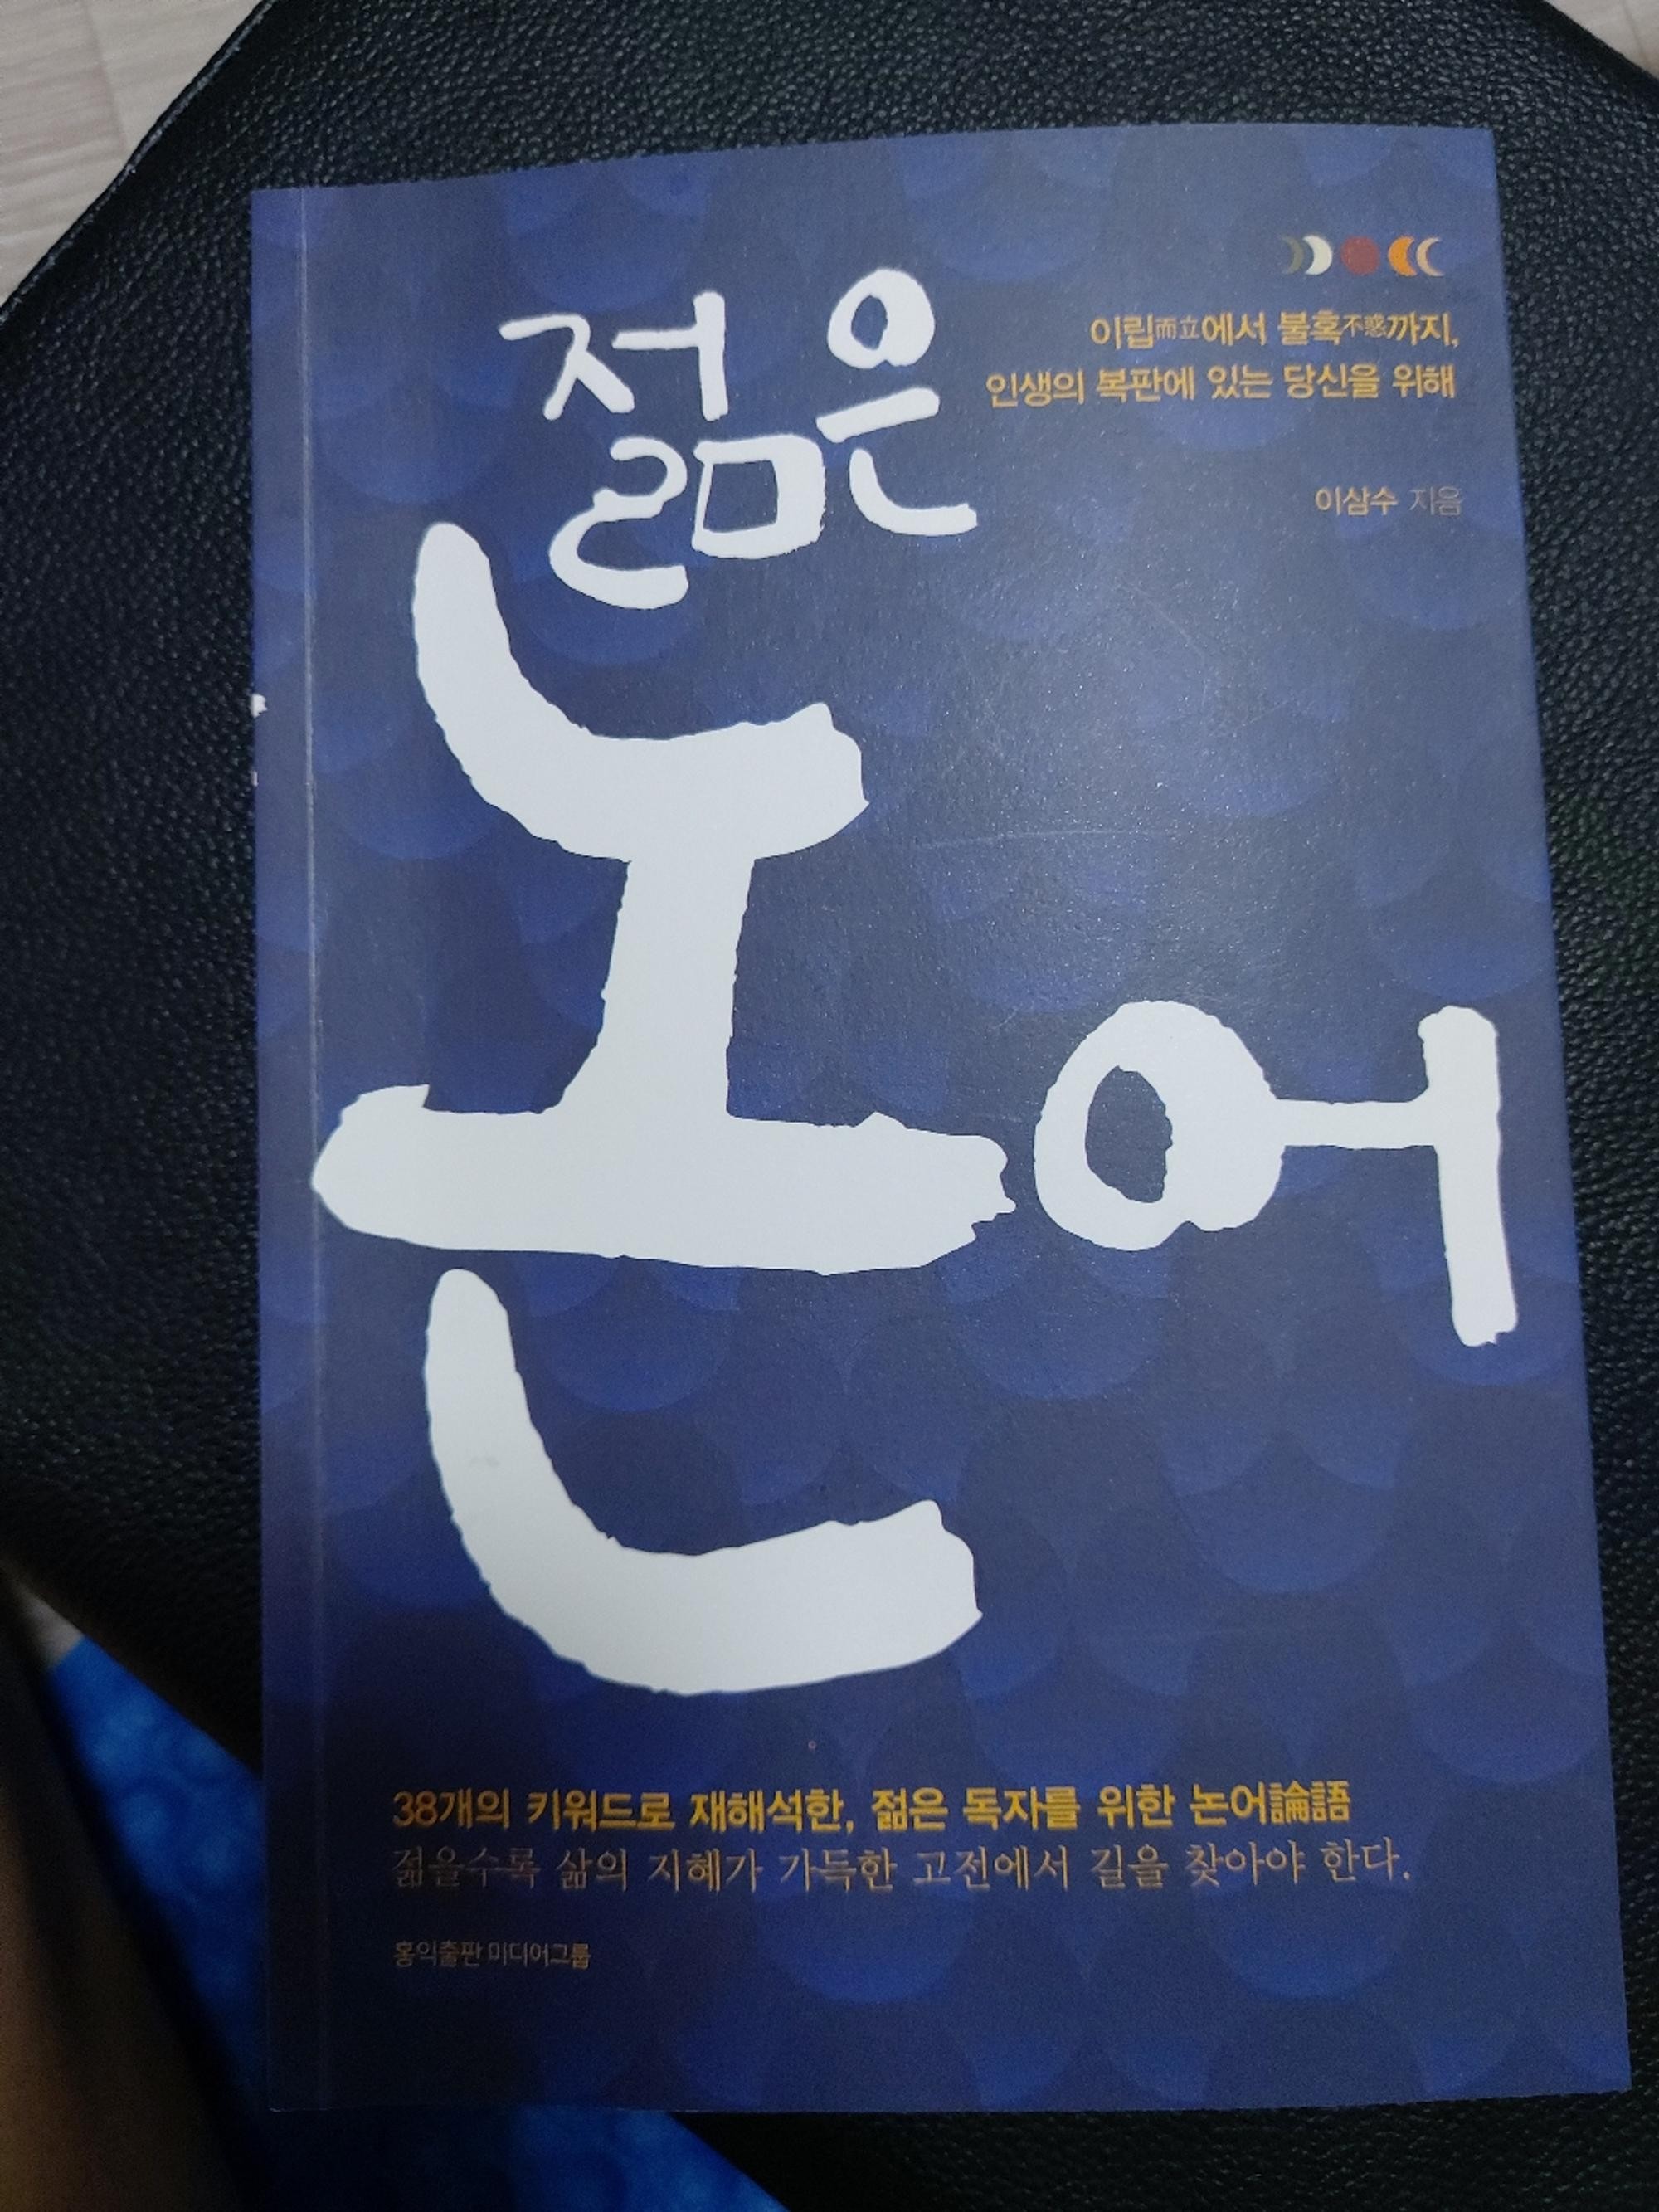 젊은
논어
이립而立에서 불혹不惑까지,
인생의 복판에 있는 당신을 위해
이삼수 지음
38개의 키워드로 재해석한, 젊은 독자를 위한 논어論語
젊을수록 삶의 지혜가 가득한 고전에서 길을 찾아야 한다.
홍익출판 미디어그룹